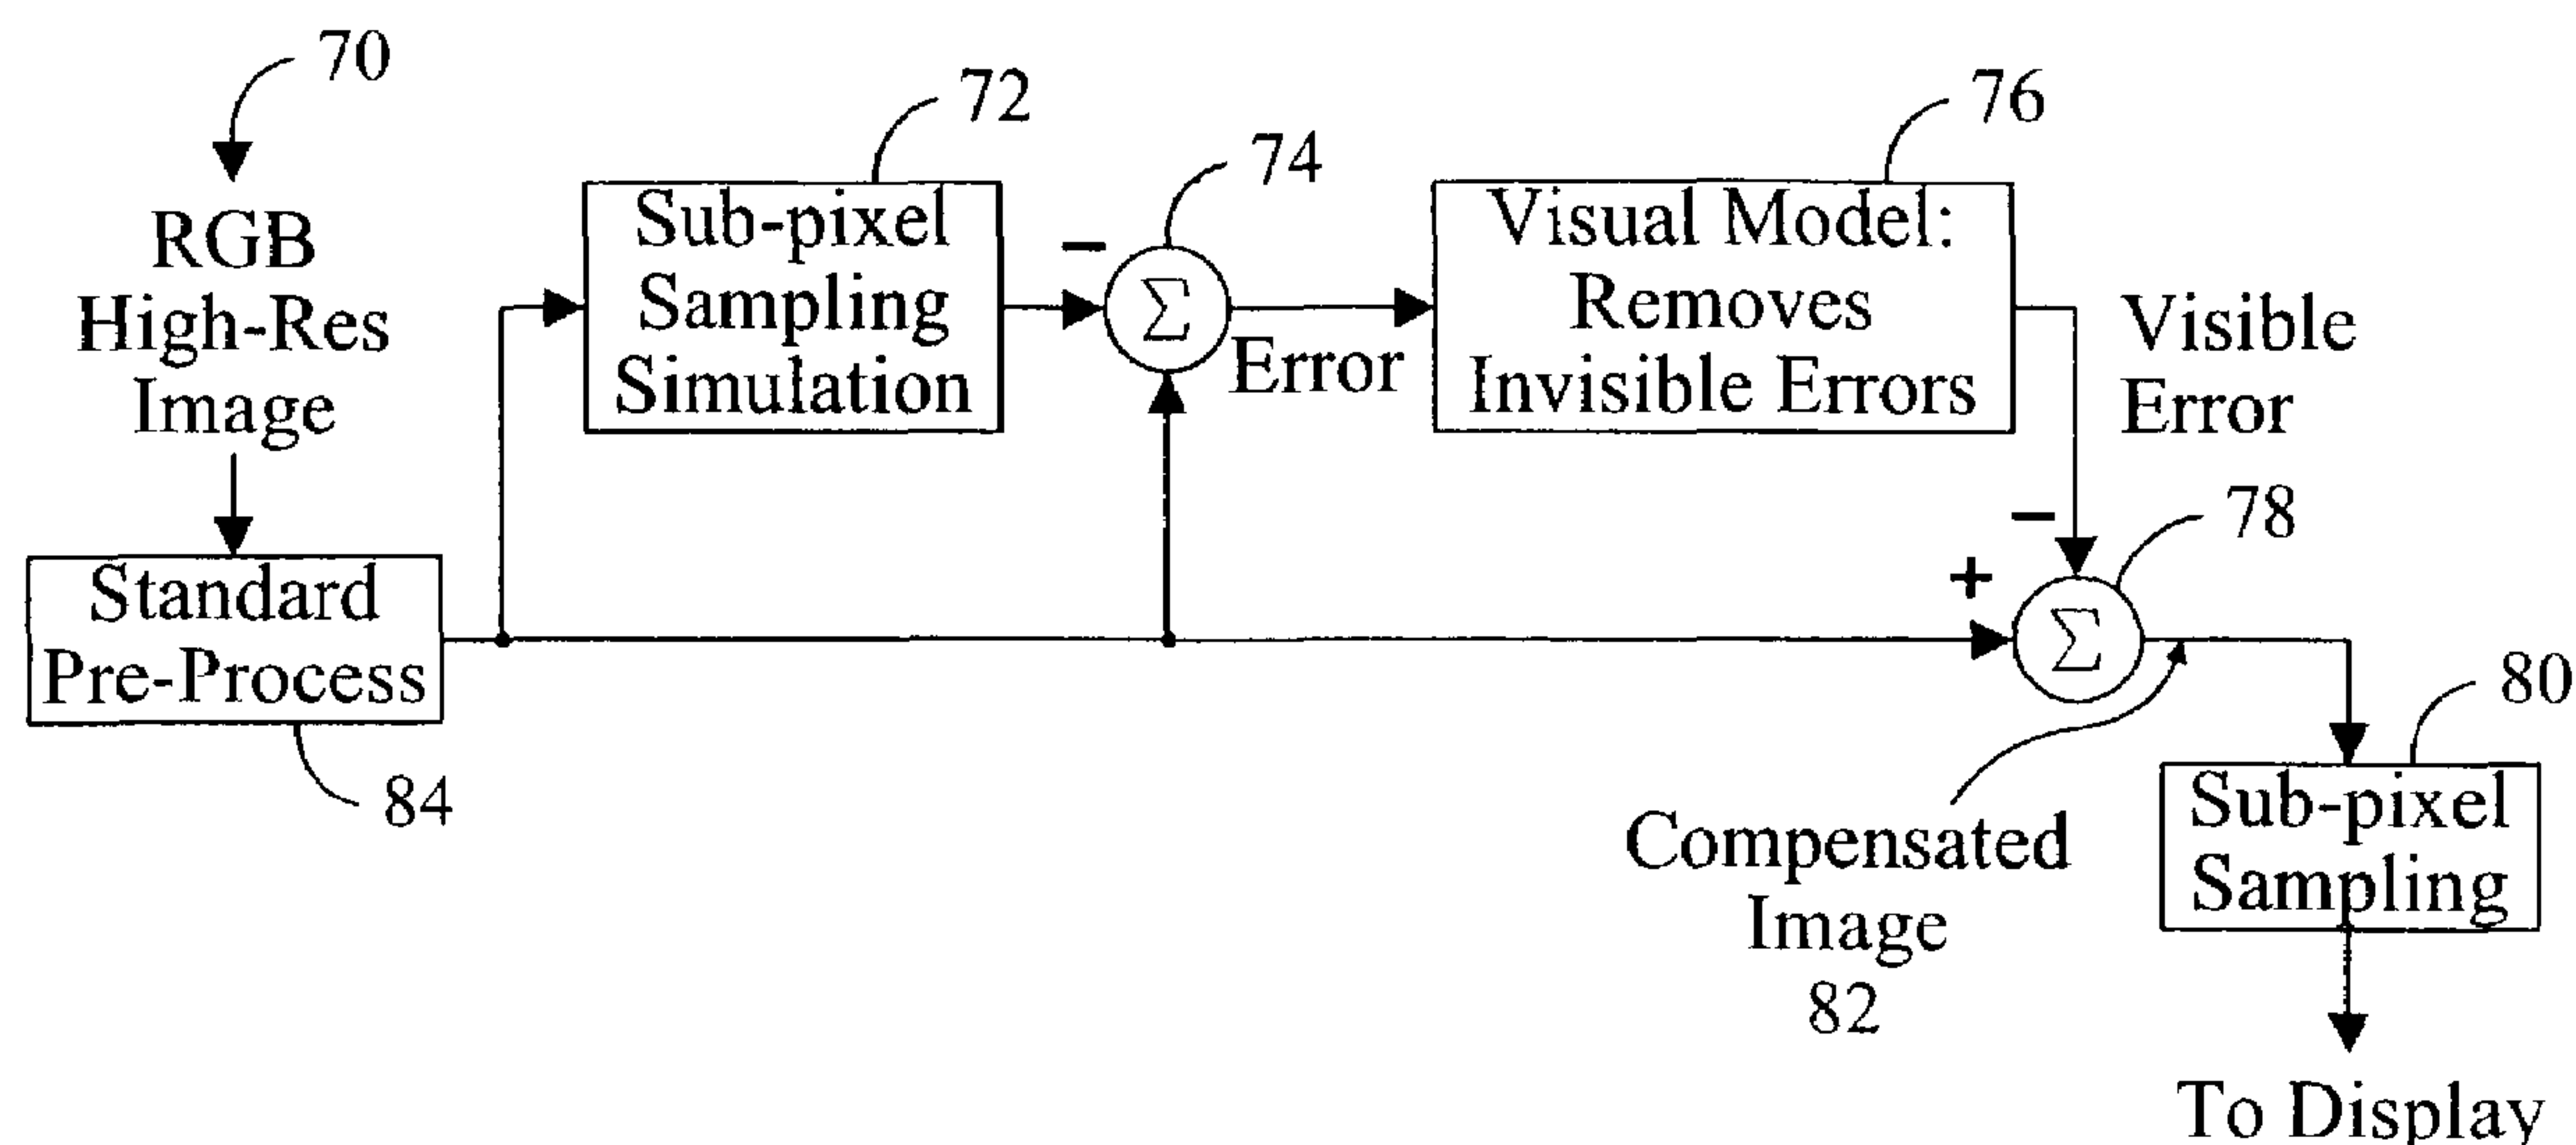 70
RGB
High-Res
Image
72
Sub-pixel
Sampling
Simulation
−
74
Σ
Error
76
Visual Model:
Removes
Invisible Errors
Visible
Error
Standard
Pre-Process
84
−
+
78
Σ
Compensated
Image
82
80
Sub-pixel
Sampling
To Display